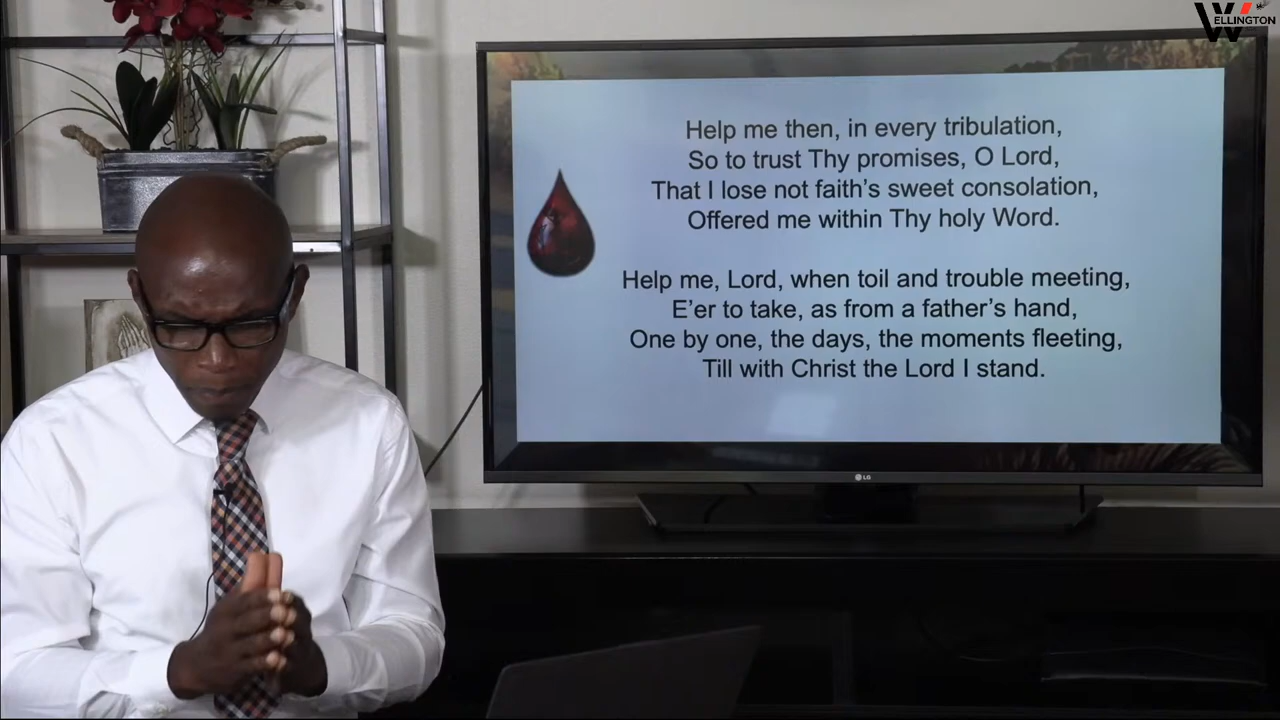 WELLINGTON
Help me then, in every tribulation,
So to trust Thy promises, O Lord,
That I lose not faith's sweet consolation,
Offered me within Thy holy Word.
Help me, Lord, when toil and trouble meeting,
E'er to take, as from a father's hand,
One by one, the days, the moments fleeting,
Till with Christ the Lord I stand.
LG